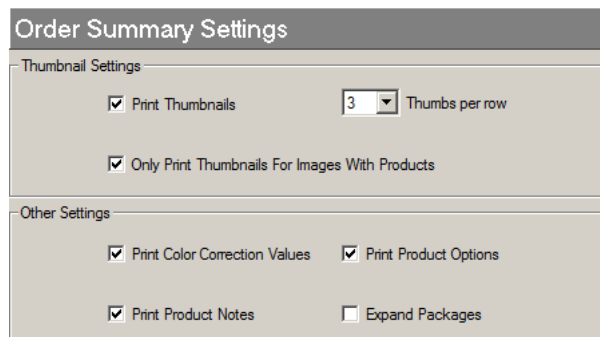 Order Summary Settings
Thumbnail Settings
Print Thumbnails 3 Thumbs per row
Only Print Thumbnails For Images With Products
Other Settings
Print Color Correction Values Print Product Options
Print Product Notes Expand Packages